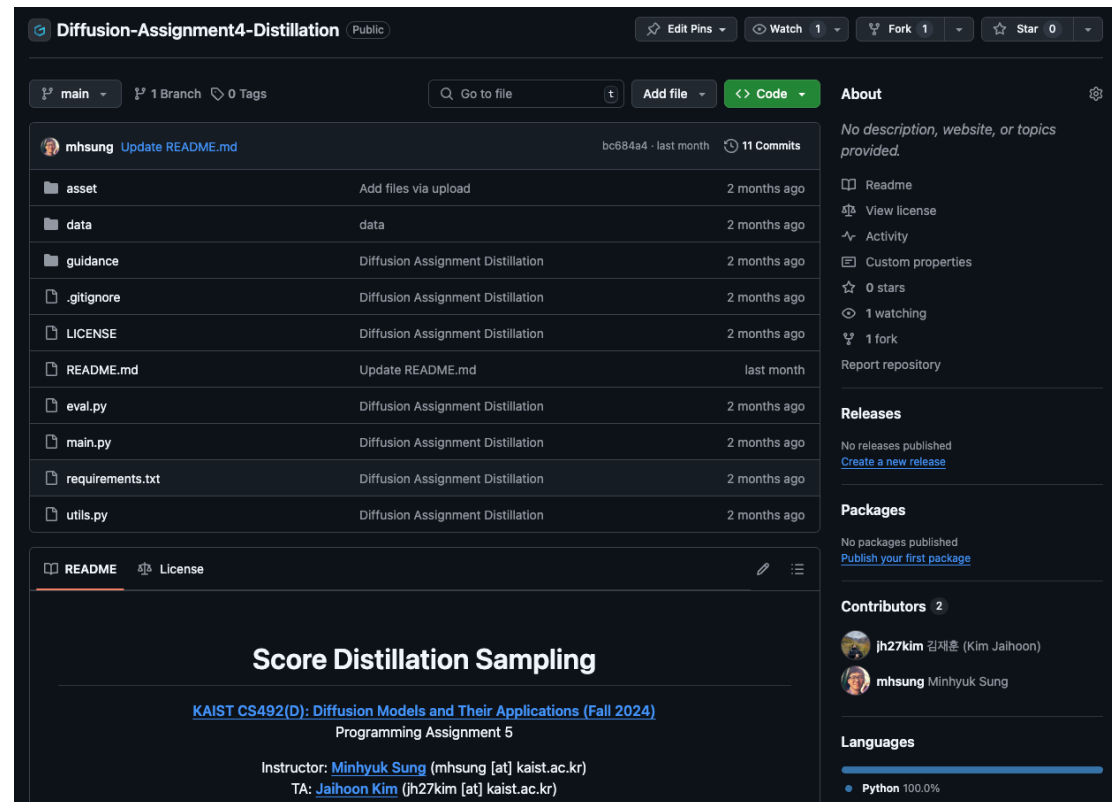 Diffusion-Assignment4-Distillation Public
Edit Pins Watch 1 Fork 1 Star 0
main 1 Branch 0 Tags Go to file t Add file Code
mhsung Update README.md bc684a4 · last month 11 Commits
asset Add files via upload 2 months ago
data data 2 months ago
guidance Diffusion Assignment Distillation 2 months ago
.gitignore Diffusion Assignment Distillation 2 months ago
LICENSE Diffusion Assignment Distillation 2 months ago
README.md Update README.md last month
eval.py Diffusion Assignment Distillation 2 months ago
main.py Diffusion Assignment Distillation 2 months ago
requirements.txt Diffusion Assignment Distillation 2 months ago
utils.py Diffusion Assignment Distillation 2 months ago
README License
Score Distillation Sampling
KAIST CS492(D): Diffusion Models and Their Applications (Fall 2024)
Programming Assignment 5
Instructor: Minhyuk Sung (mhsung [at] kaist.ac.kr)
TA: Jaihoon Kim (jh27kim [at] kaist.ac.kr)
About
No description, website, or topics
provided.
Readme
View license
Activity
Custom properties
0 stars
1 watching
1 fork
Report repository
Releases
No releases published
Create a new release
Packages
No packages published
Publish your first package
Contributors 2
jh27kim 김재훈 (Kim Jaihoon)
mhsung Minhyuk Sung
Languages
Python 100.0%